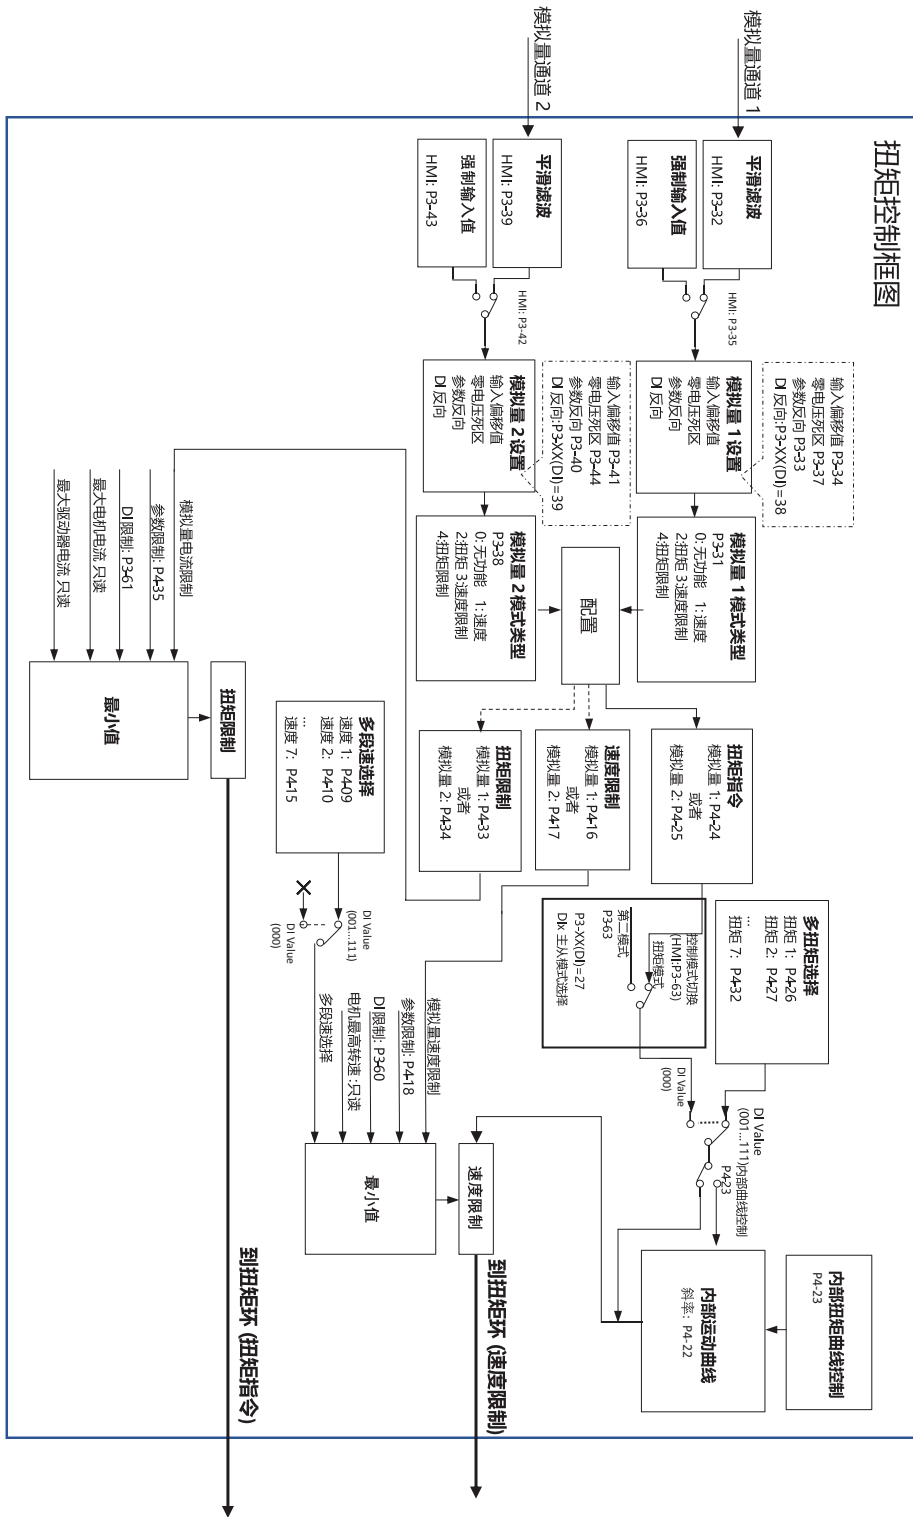 扭矩控制框图
模拟量通道 1
平滑滤波
HMI: P3-32
强制输入值
HMI: P3-36
HMI: P3-35
输入偏移值 P3-34
零电压死区 P3-37
参数反向 P3-33
DI 反向:P3-XX(DI)=38
模拟量 1 设置
输入偏移值
零电压死区
参数反向
DI 反向
模拟量 1 模式类型
P3-31
0:无功能 1:速度
2:扭矩 3:速度限制
4:扭矩限制
模拟量通道 2
平滑滤波
HMI: P3-39
强制输入值
HMI: P3-43
HMI: P3-42
输入偏移值 P3-41
零电压死区 P3-44
参数反向 P3-40
DI 反向:P3-XX(DI)=39
模拟量 2 设置
输入偏移值
零电压死区
参数反向
DI 反向
模拟量 2 模式类型
P3-38
0:无功能 1:速度
2:扭矩 3:速度限制
4:扭矩限制
配置
扭矩指令
模拟量 1: P4-24
或者
模拟量 2: P4-25
速度限制
模拟量 1: P4-16
或者
模拟量 2: P4-17
扭矩限制
模拟量 1: P4-33
或者
模拟量 2: P4-34
多扭矩选择
扭矩 1: P4-26
扭矩 2: P4-27
...
扭矩 7: P4-32
控制模式切换
(HMI:P3-63)
扭矩模式
第二模式
P3-63
P3-XX(DI)=27
DIx 主从模式选择
DI Value
(001...111)
DI Value
(000)
内部曲线控制
P4-23
内部扭矩曲线控制
P4-23
内部运动曲线
斜率: P4-22
多段速选择
速度 1: P4-09
速度 2: P4-10
...
速度 7: P4-15
DI Value
(001...111)
DI Value
(000)
模拟量速度限制
参数限制: P4-18
DI 限制: P3-60
电机最高转速 :只读
多段速选择
最小值
速度限制
到扭矩环 (速度限制)
模拟量电流限制
参数限制: P4-35
DI 限制: P3-61
最大电机电流 只读
最大驱动器电流 只读
最小值
扭矩限制
到扭矩环 (扭矩指令)